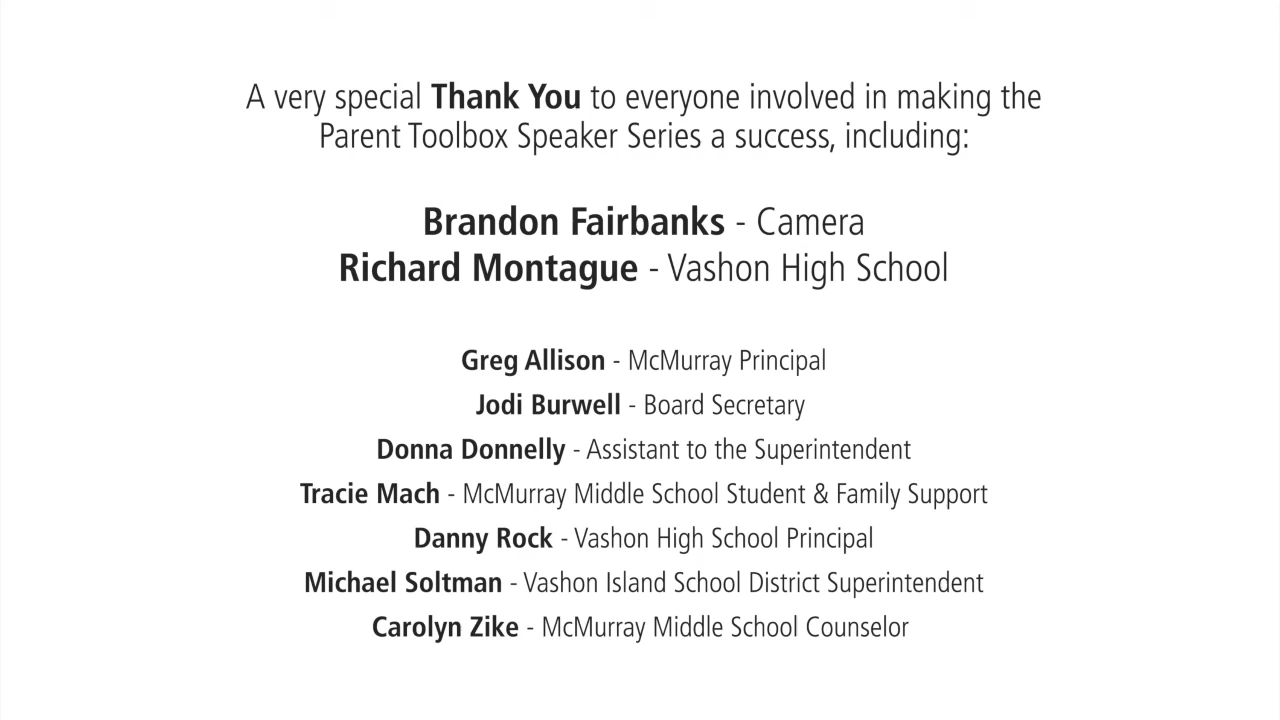 A very special Thank You to everyone involved in making the
Parent Toolbox Speaker Series a success, including:
Brandon Fairbanks - Camera
Richard Montague - Vashon High School
Greg Allison - McMurray Principal
Jodi Burwell - Board Secretary
Donna Donnelly - Assistant to the Superintendent
Tracie Mach - McMurray Middle School Student & Family Support
Danny Rock - Vashon High School Principal
Michael Soltman - Vashon Island School District Superintendent
Carolyn Zike - McMurray Middle School Counselor